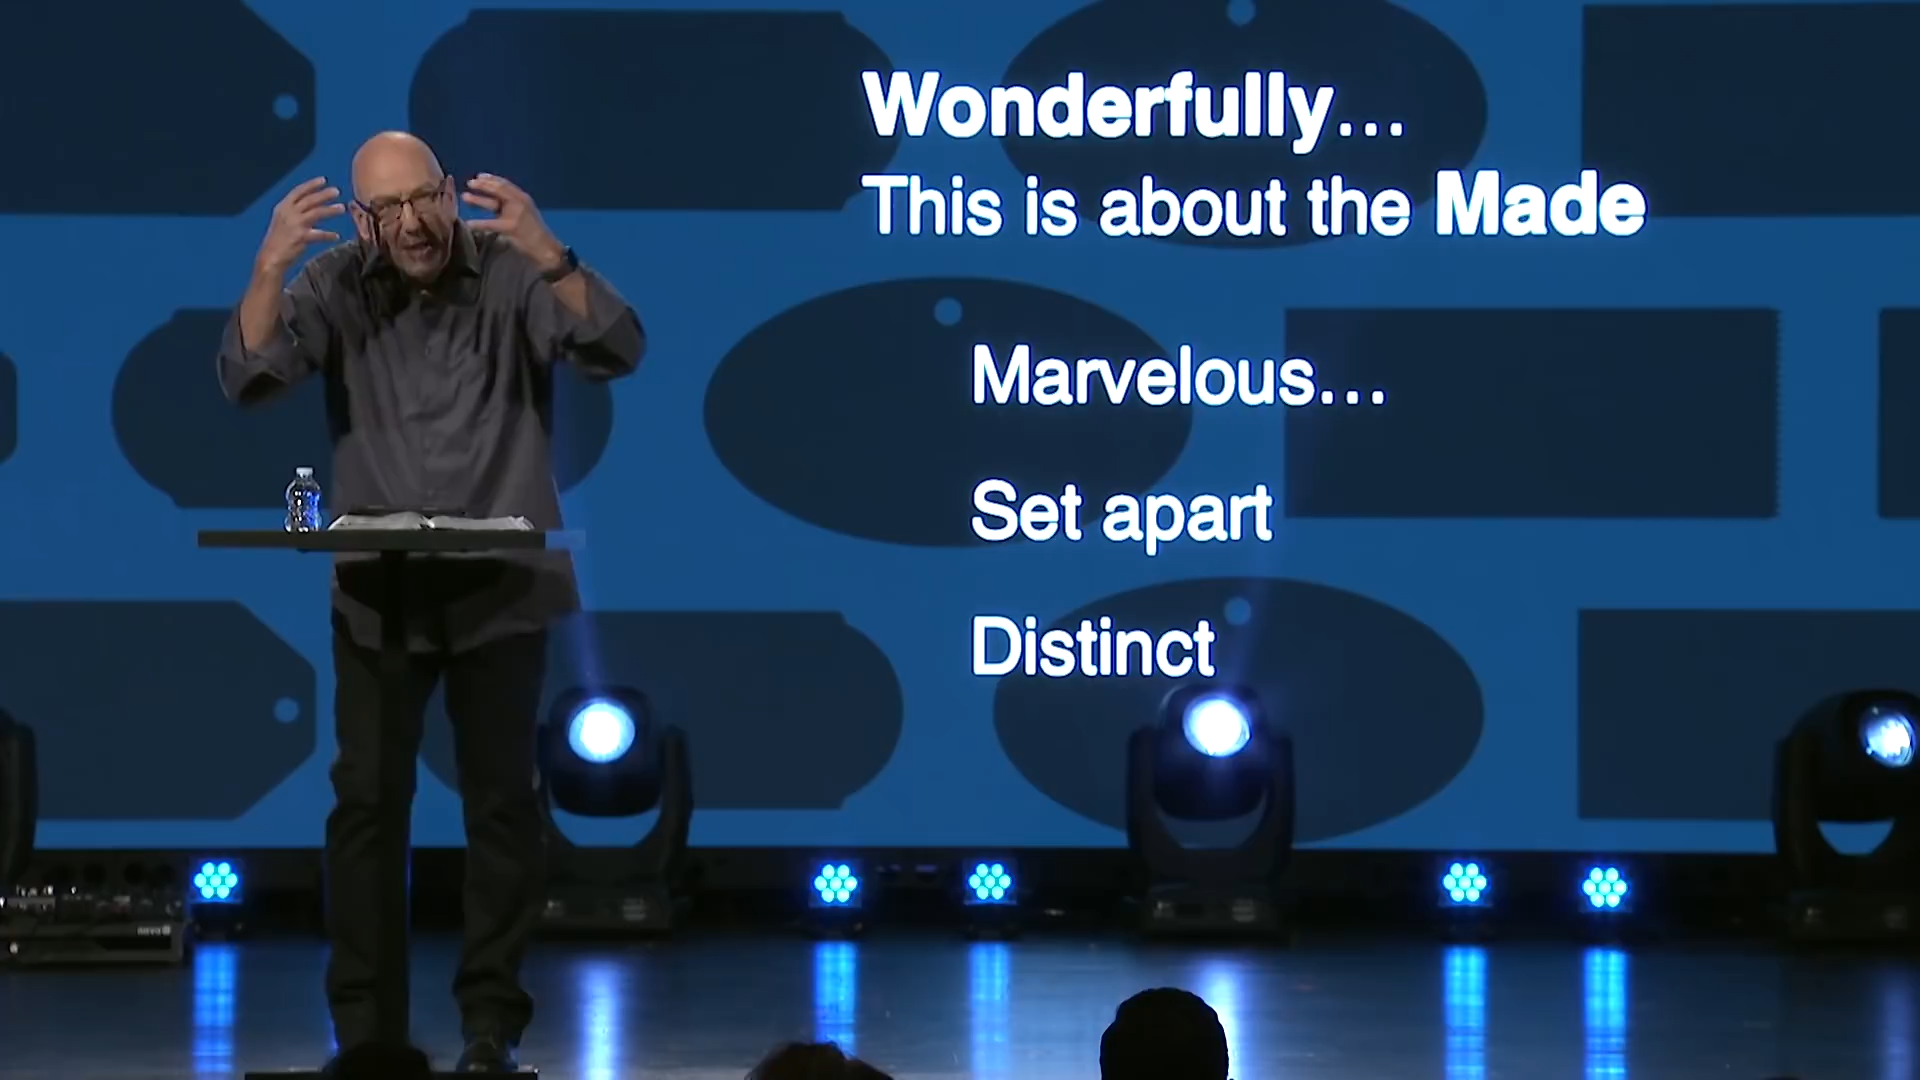 Wonderfully...
This is about the Made
Marvelous...
Set apart
Distinct